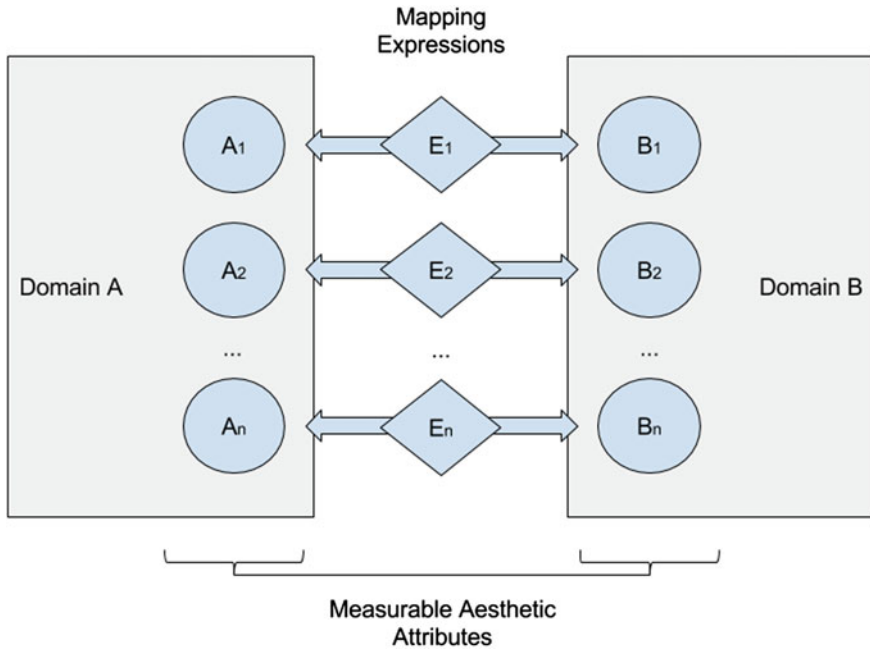 Mapping
Expressions
A1 E1 B1
A2 E2 B2
Domain A Domain B
... ... ...
An En Bn
Measurable Aesthetic
Attributes